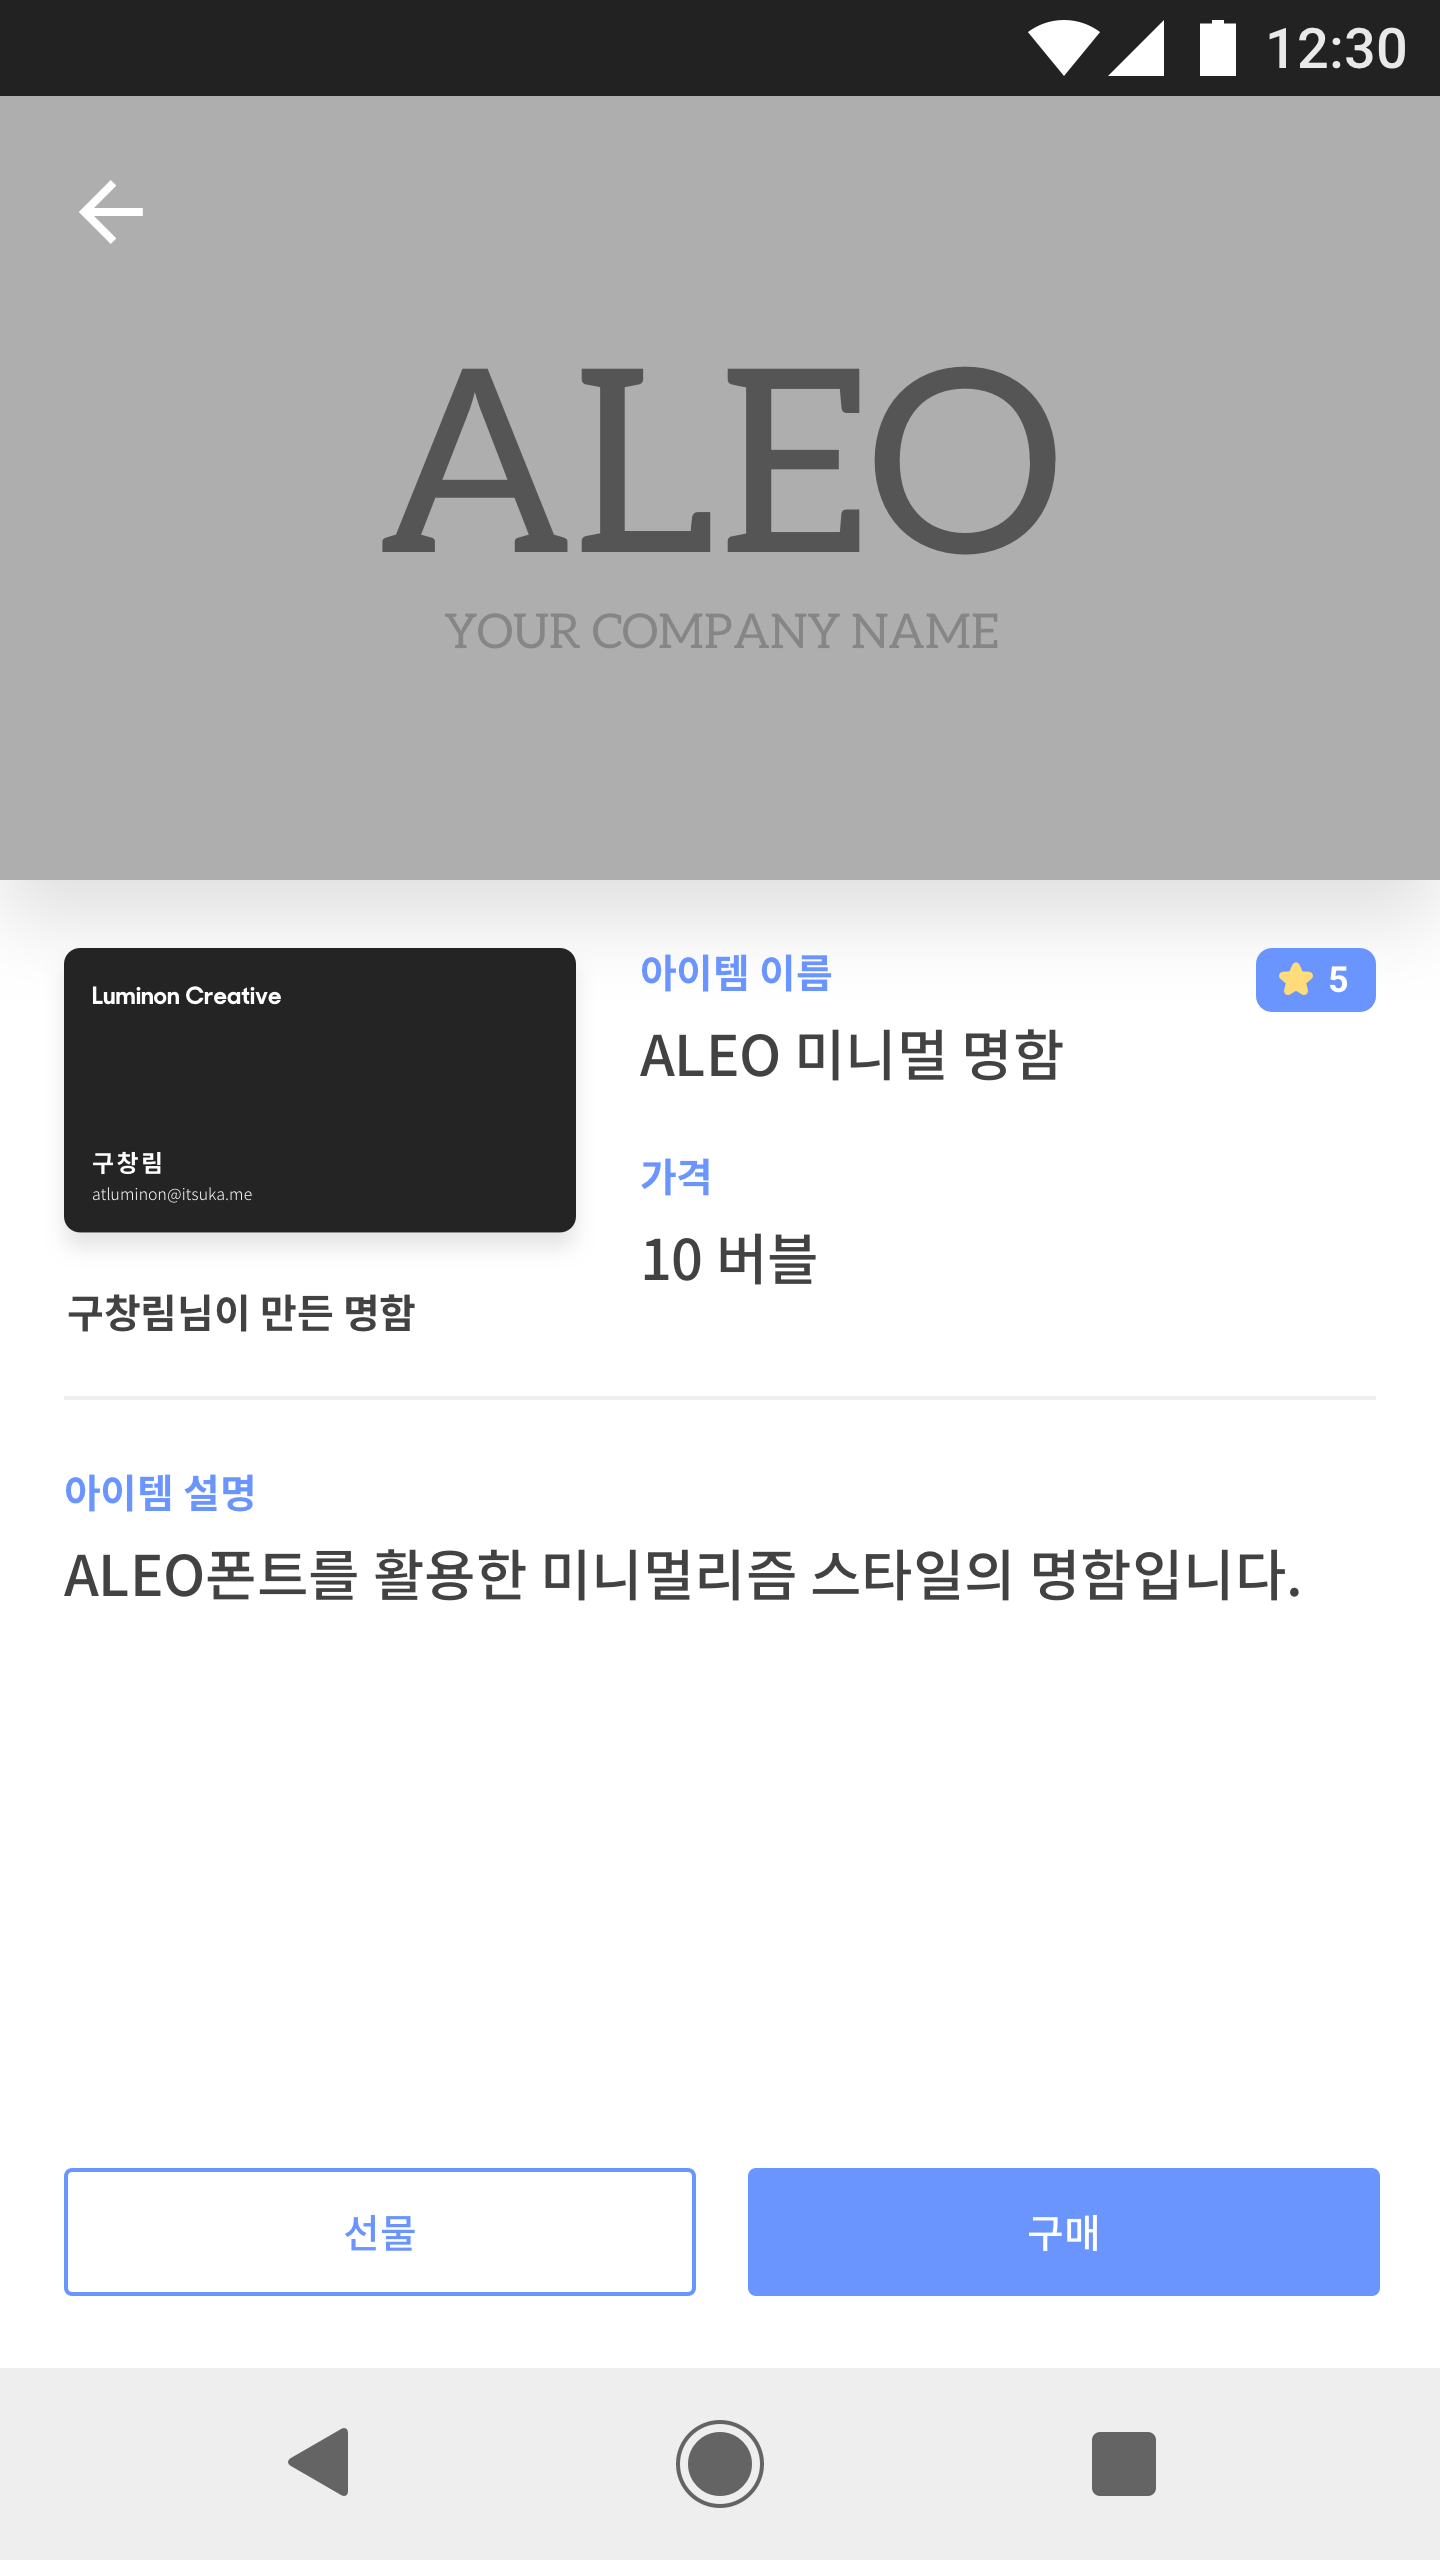 12:30
ALEO
YOUR COMPANY NAME
Luminon Creative
구창림
atluminon@itsuka.me
구창림님이 만든 명함
아이템 이름
5
ALEO 미니멀 명함
가격
10 버블
아이템 설명
ALEO폰트를 활용한 미니멀리즘 스타일의 명함입니다.
선물
구매